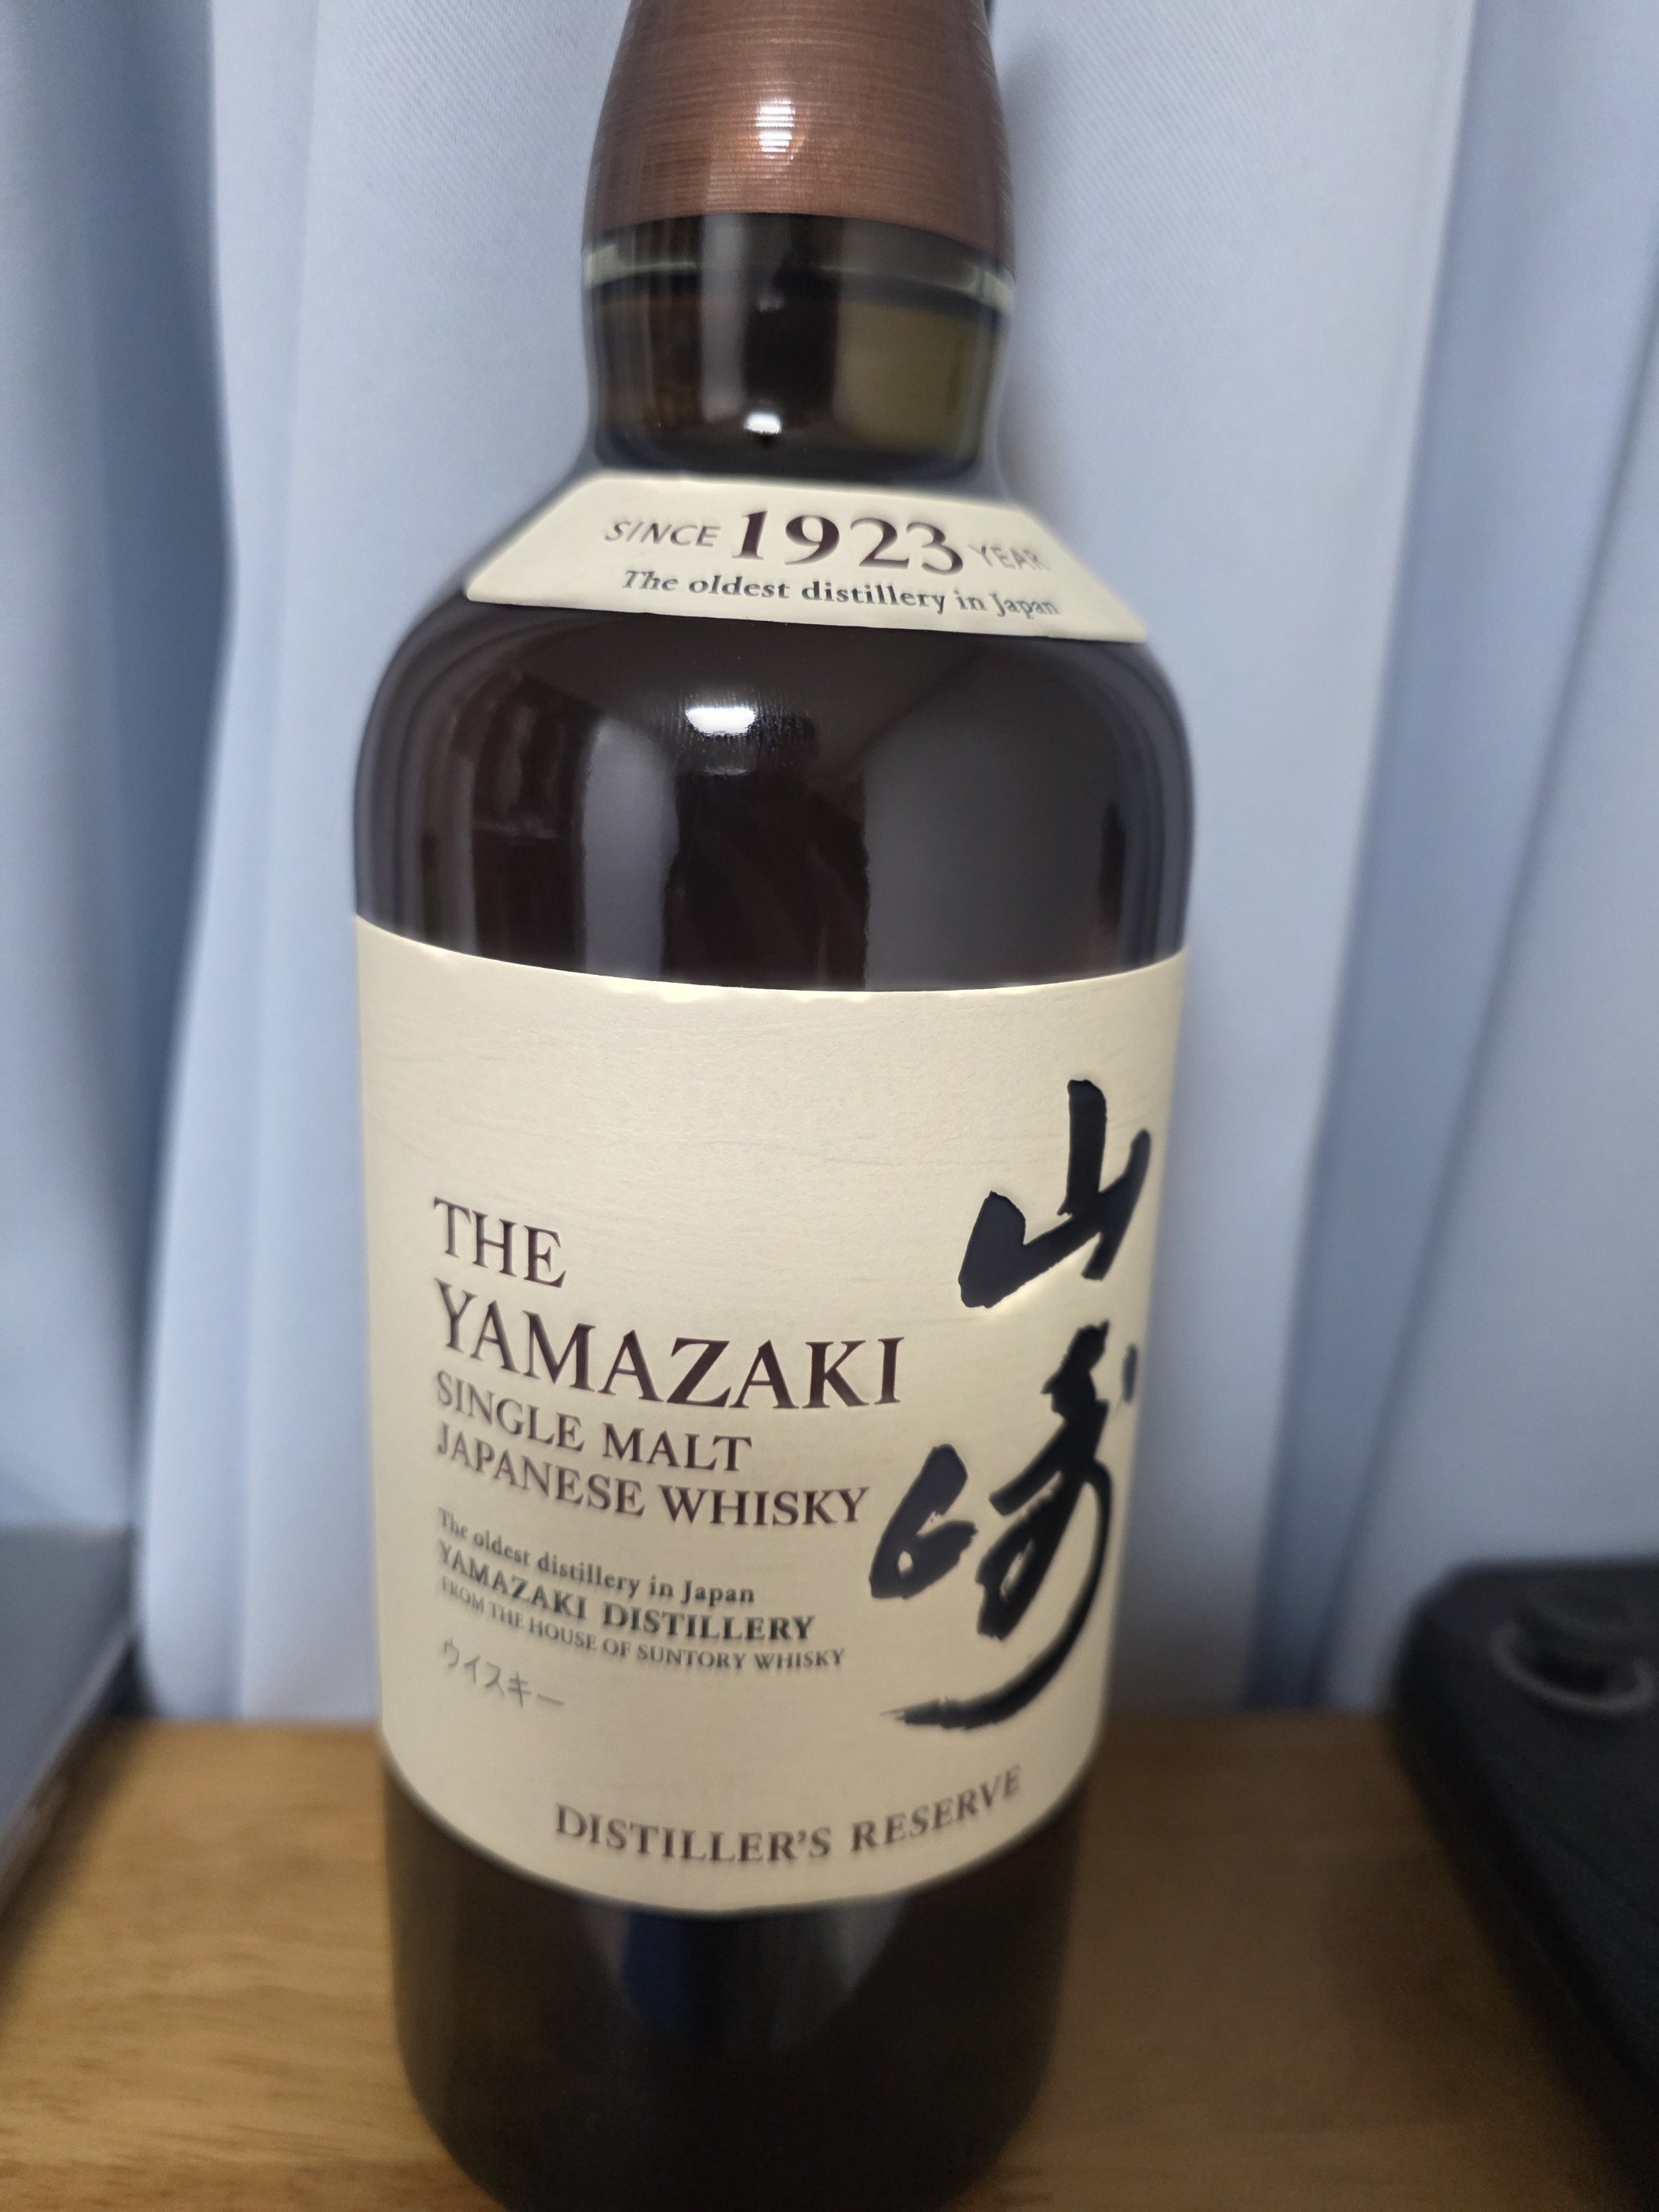 SINCE 1923 YEAR
The oldest distillery in Japan
山崎
THE
YAMAZAKI
SINGLE MALT
JAPANESE WHISKY
The oldest distillery in Japan
YAMAZAKI DISTILLERY
FROM THE HOUSE OF SUNTORY WHISKY
ウイスキー
DISTILLER'S RESERVE